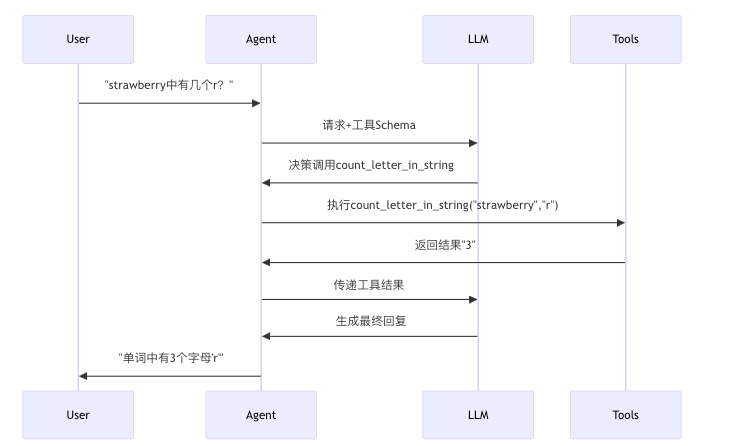 User
Agent
LLM
Tools
"strawberry中有几个r？"
请求+工具Schema
决策调用count_letter_in_string
执行count_letter_in_string("strawberry","r")
返回结果"3"
传递工具结果
生成最终回复
"单词中有3个字母'r'"
User
Agent
LLM
Tools